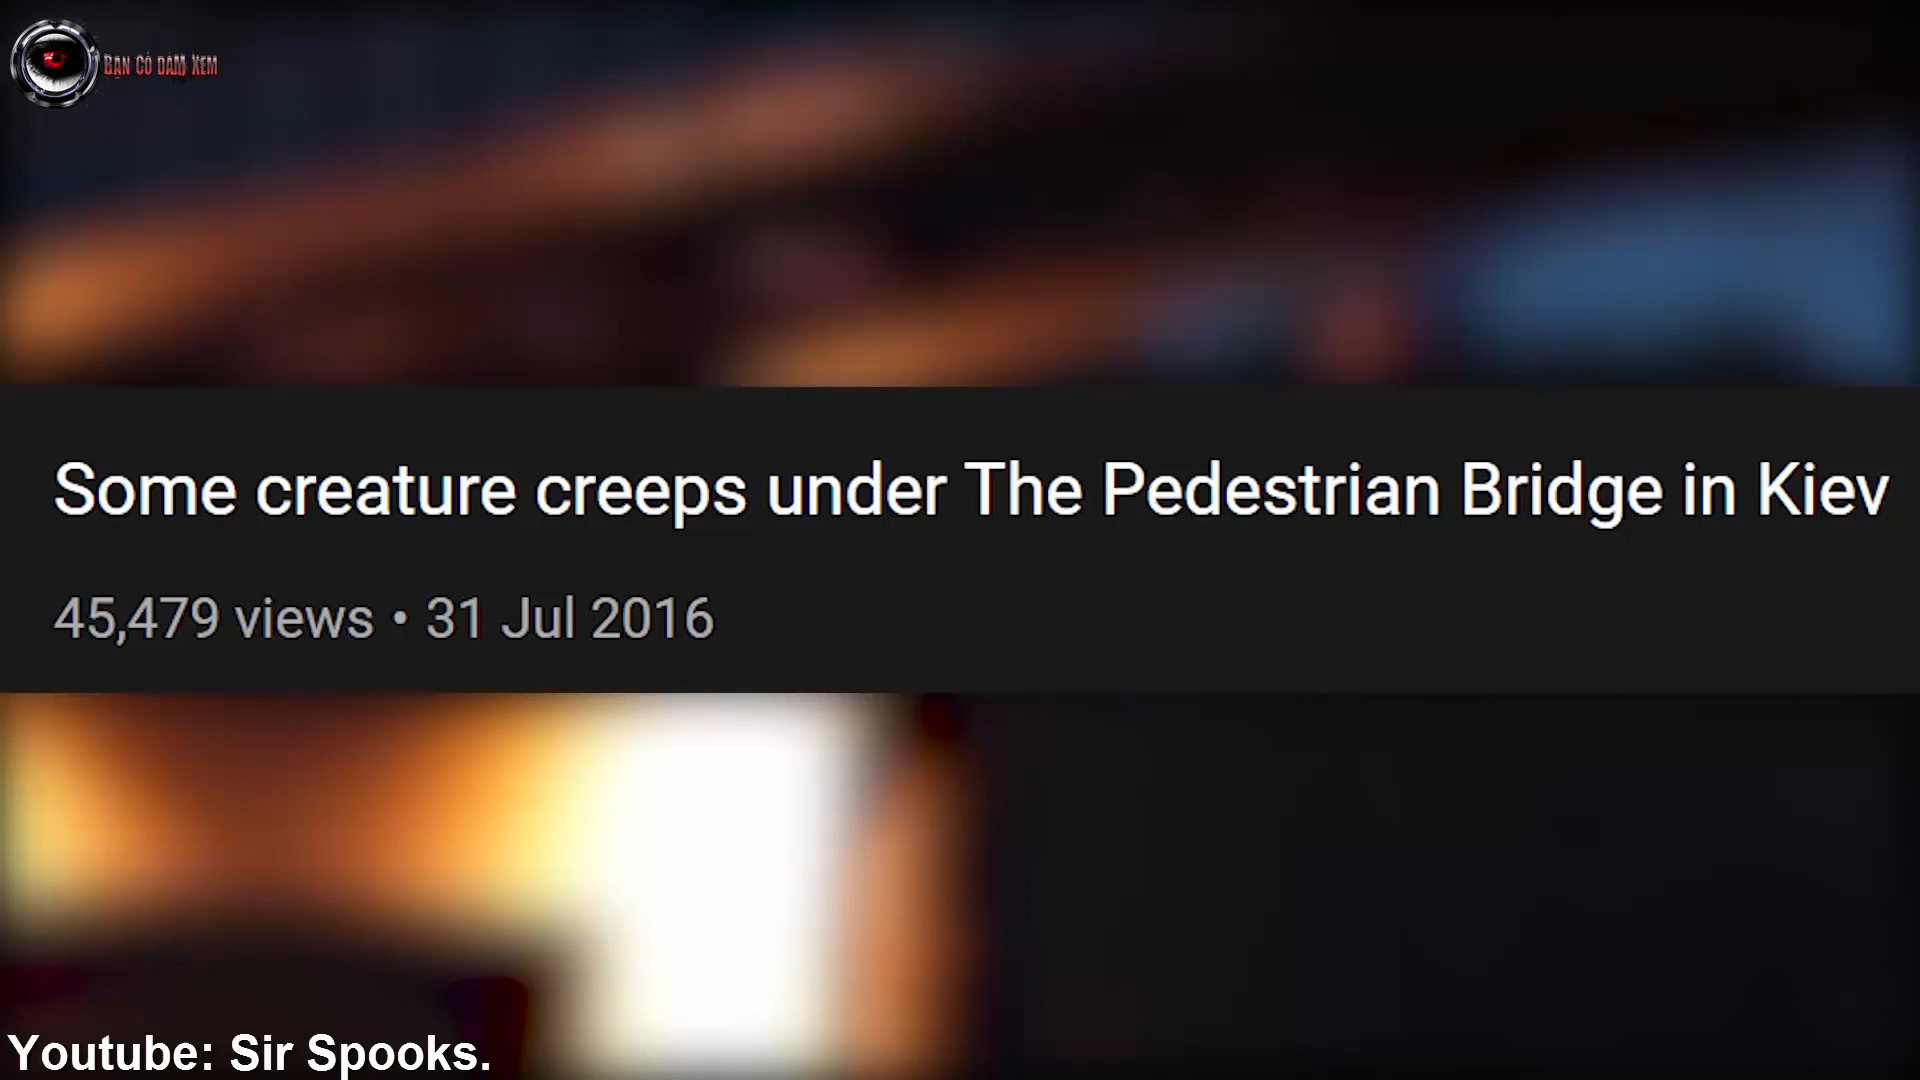 BẠN CÓ DÁM XEM
Some creature creeps under The Pedestrian Bridge in Kiev
45,479 views • 31 Jul 2016
Youtube: Sir Spooks.